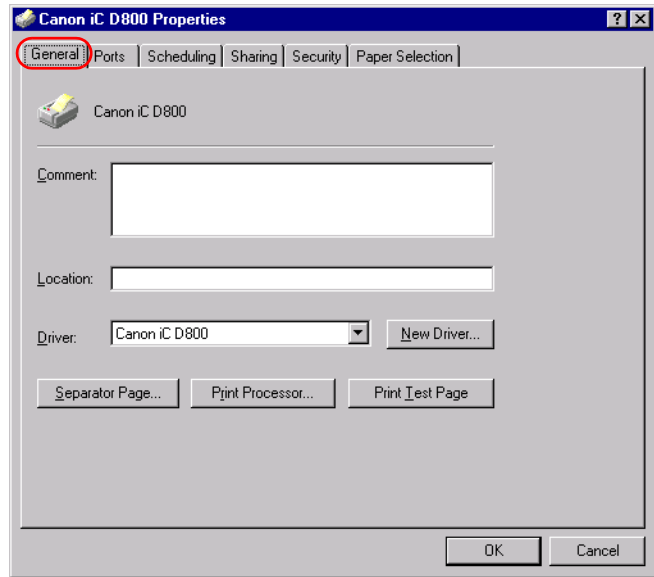 Canon iC D800 Properties
? X
General Ports Scheduling Sharing Security Paper Selection
Canon iC D800
Comment:
Location:
Driver: Canon iC D800 New Driver...
Separator Page... Print Processor... Print Test Page
OK Cancel